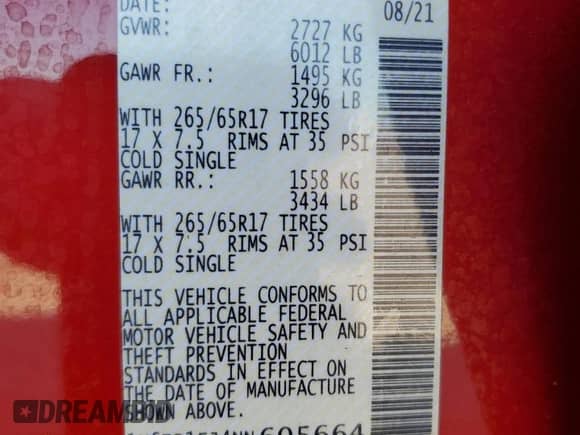 DATE: 08/21
GVWR: 2727 KG
6012 LB
GAWR FR.: 1495 KG
3296 LB
WITH 265/65R17 TIRES
17 X 7.5 RIMS AT 35 PSI
COLD SINGLE
GAWR RR.: 1558 KG
3434 LB
WITH 265/65R17 TIRES
17 X 7.5 RIMS AT 35 PSI
COLD SINGLE
THIS VEHICLE CONFORMS TO
ALL APPLICABLE FEDERAL
MOTOR VEHICLE SAFETY AND
THEFT PREVENTION
STANDARDS IN EFFECT ON
THE DATE OF MANUFACTURE
SHOWN ABOVE.
DREAMBID